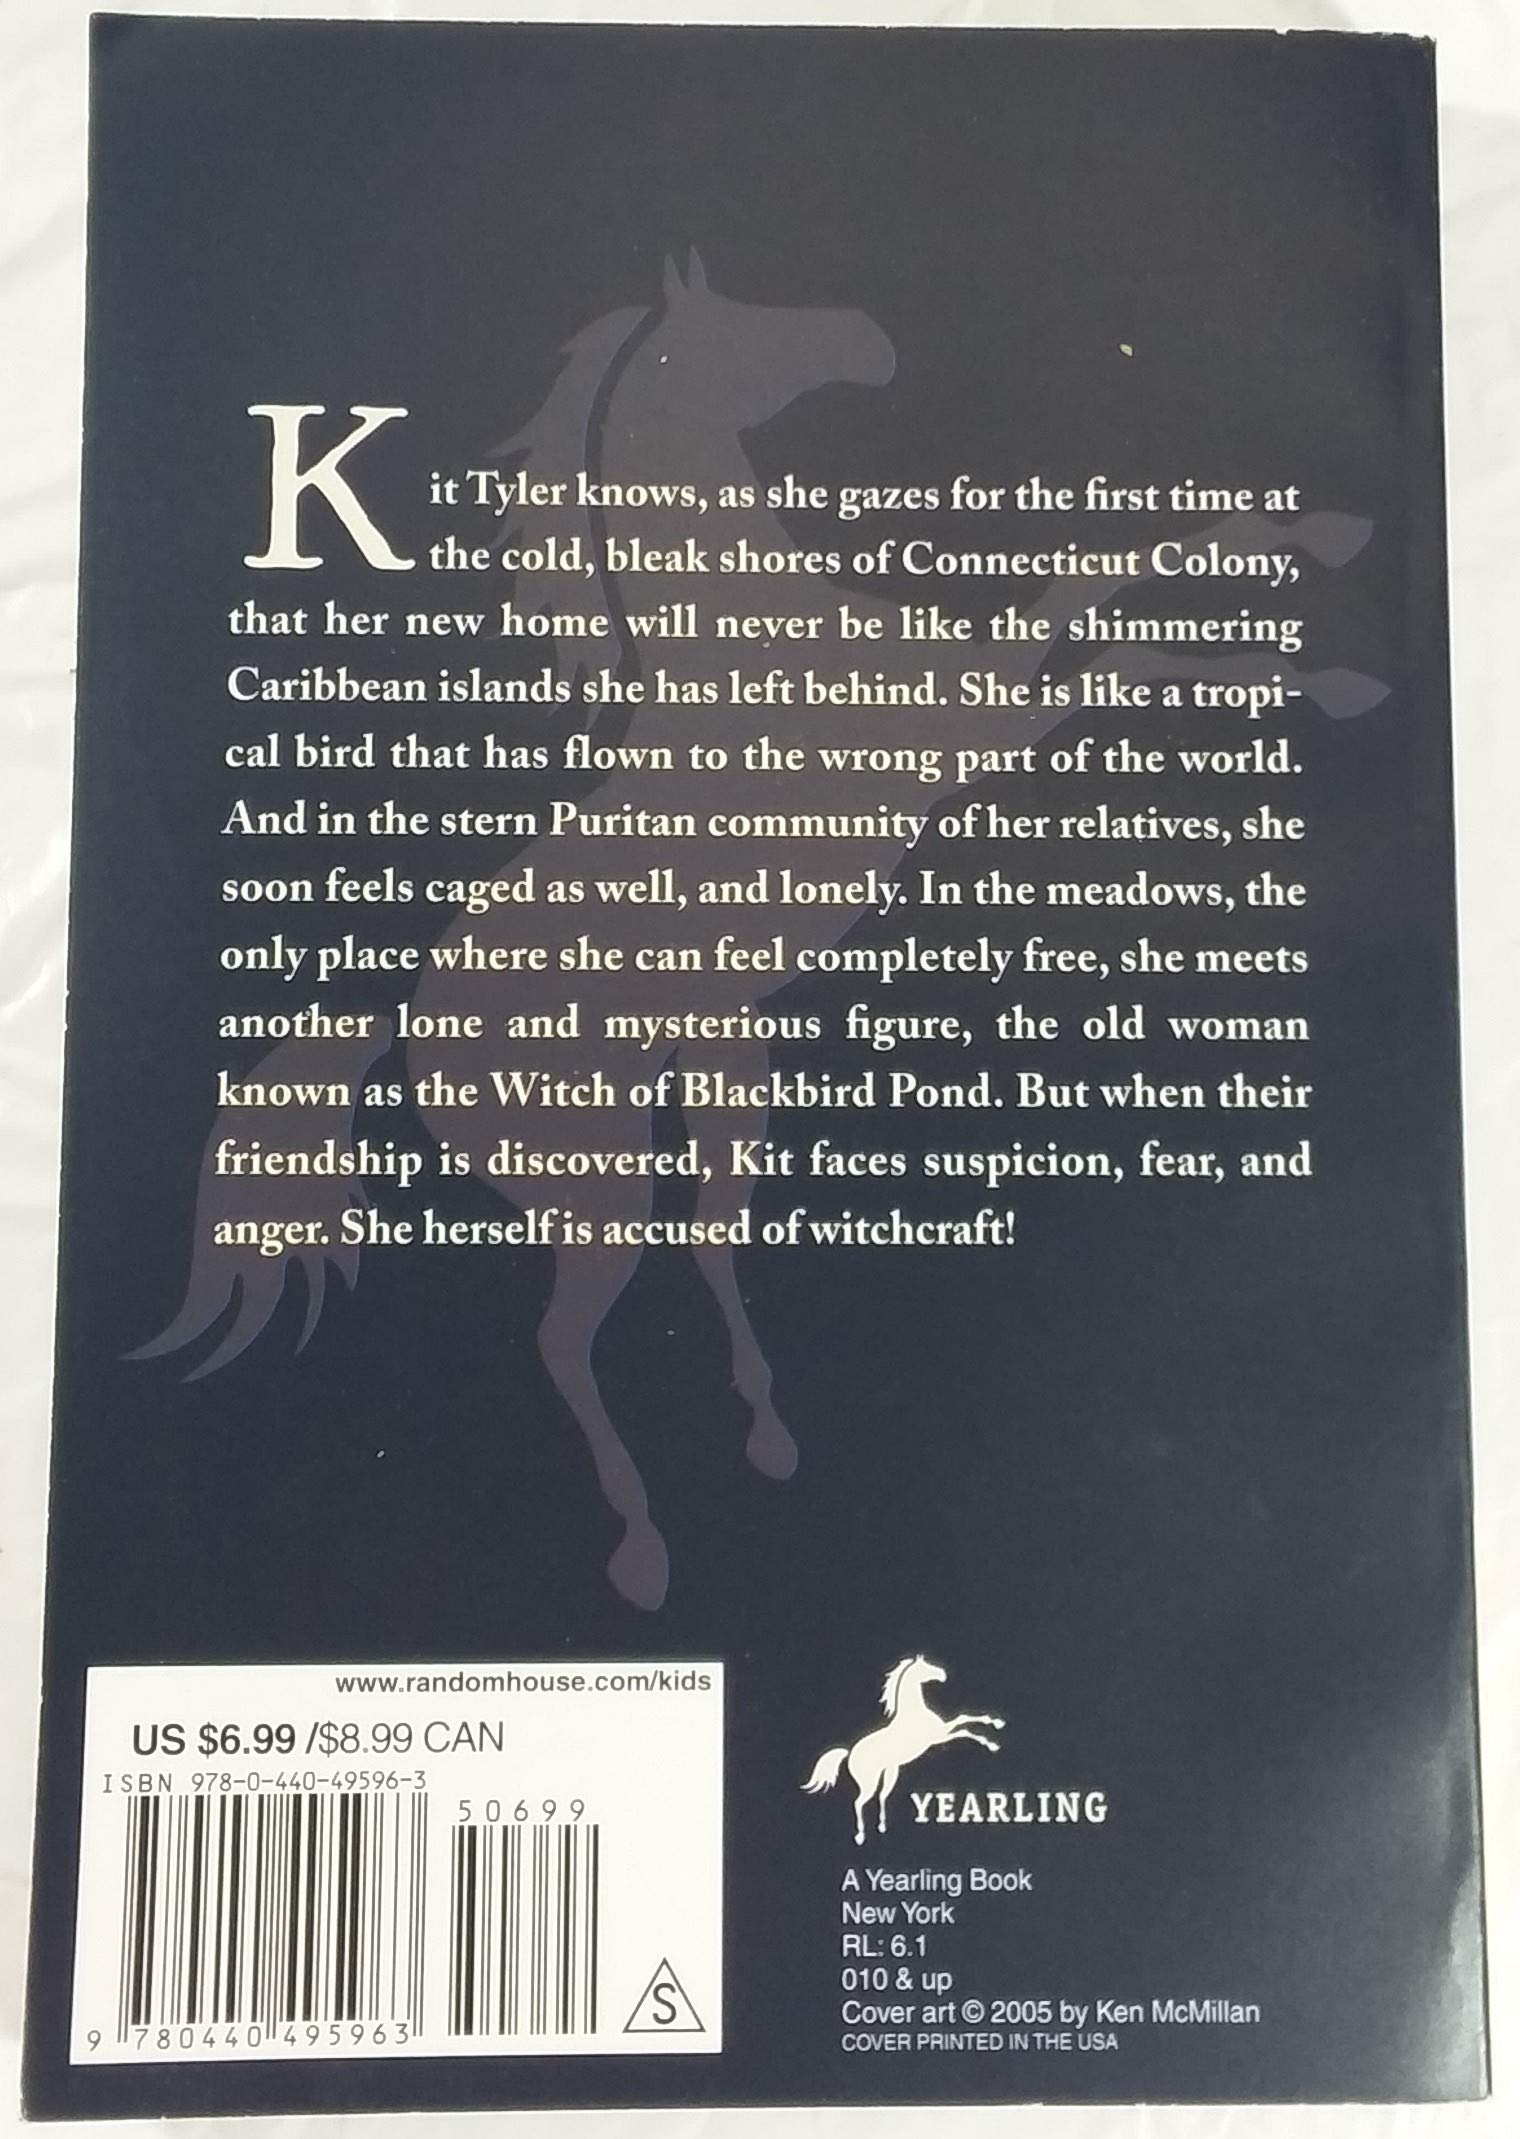 Kit Tyler knows, as she gazes for the first time at
the cold, bleak shores of Connecticut Colony,
that her new home will never be like the shimmering
Caribbean islands she has left behind. She is like a tropi-
cal bird that has flown to the wrong part of the world.
And in the stern Puritan community of her relatives, she
soon feels caged as well, and lonely. In the meadows, the
only place where she can feel completely free, she meets
another lone and mysterious figure, the old woman
known as the Witch of Blackbird Pond. But when their
friendship is discovered, Kit faces suspicion, fear, and
anger. She herself is accused of witchcraft!
www.randomhouse.com/kids
US $6.99 /$8.99 CAN
ISBN 978-0-440-49596-3
50699
9 780440 495963
S
YEARLING
A Yearling Book
New York
RL: 6.1
010 & up
Cover art © 2005 by Ken McMillan
COVER PRINTED IN THE USA